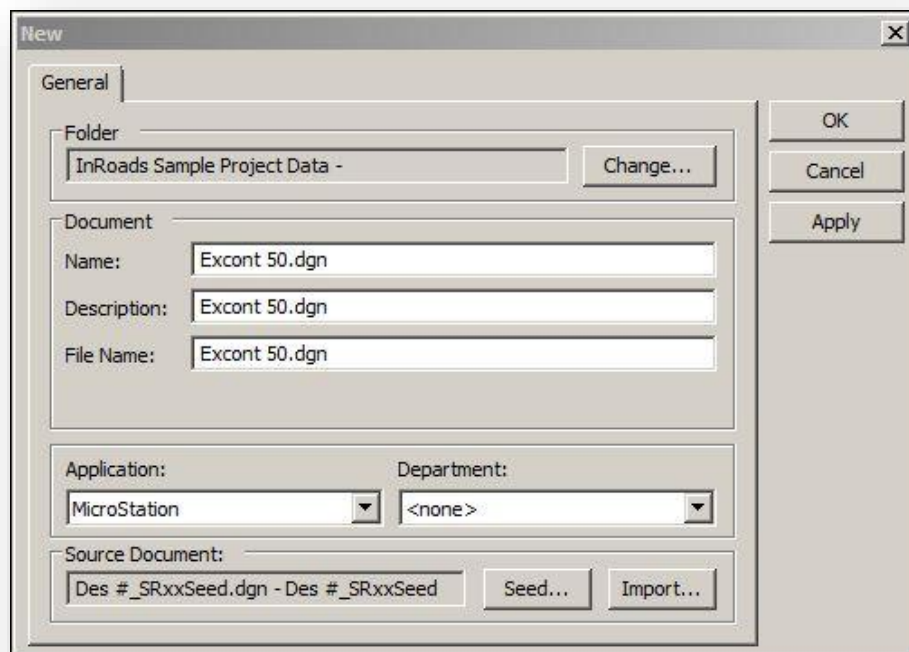 New
General
Folder
InRoads Sample Project Data -
Change...
Document
Name:
Excont 50.dgn
Description:
Excont 50.dgn
File Name:
Excont 50.dgn
Application:
Department:
MicroStation
<none>
Source Document:
Des #_SRxxSeed.dgn - Des #_SRxxSeed
Seed...
Import...
OK
Cancel
Apply